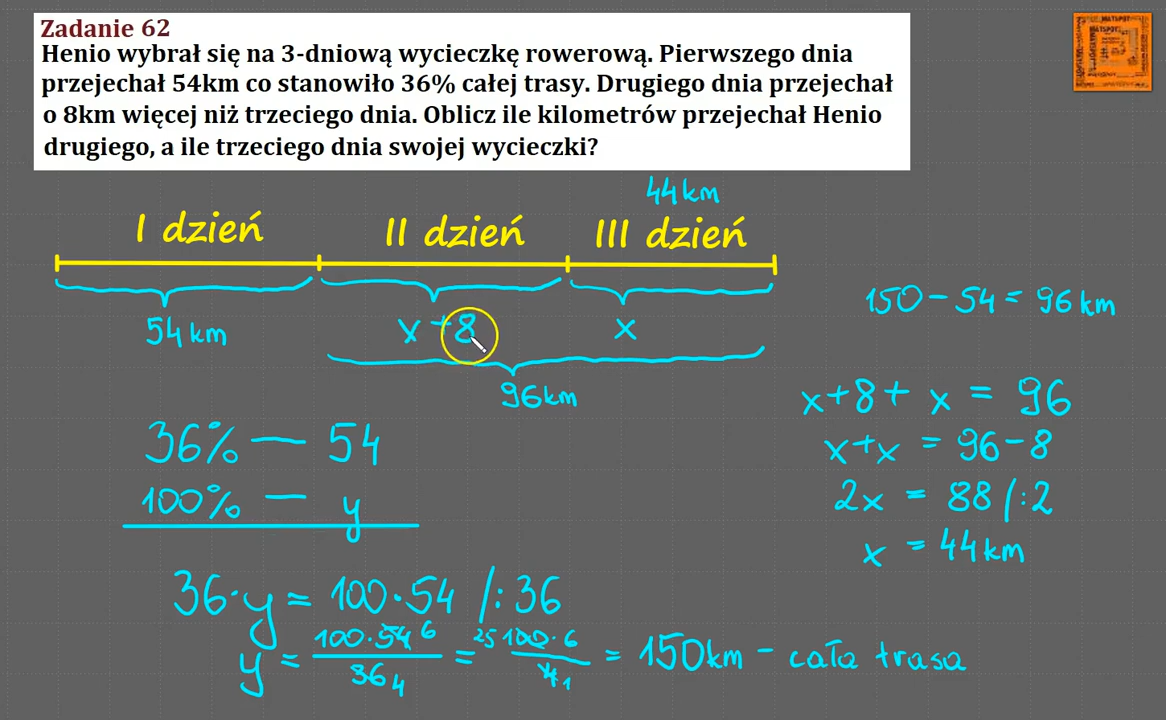 Zadanie 62
Henio wybrał się na 3-dniową wycieczkę rowerową. Pierwszego dnia
przejechał 54km co stanowiło 36% całej trasy. Drugiego dnia przejechał
o 8km więcej niż trzeciego dnia. Oblicz ile kilometrów przejechał Henio
drugiego, a ile trzeciego dnia swojej wycieczki?
MATSPOT
44km
I dzień II dzień III dzień
54km x+8 x
96km
150-54=96km
x+8+x=96
x+x=96-8
2x=88/:2
x=44km
36% — 54
100% — y
36·y=100·54/:36
y = 100·54 6 / 36 4 = 25 100·6 / 4 1 = 150km - cała trasa